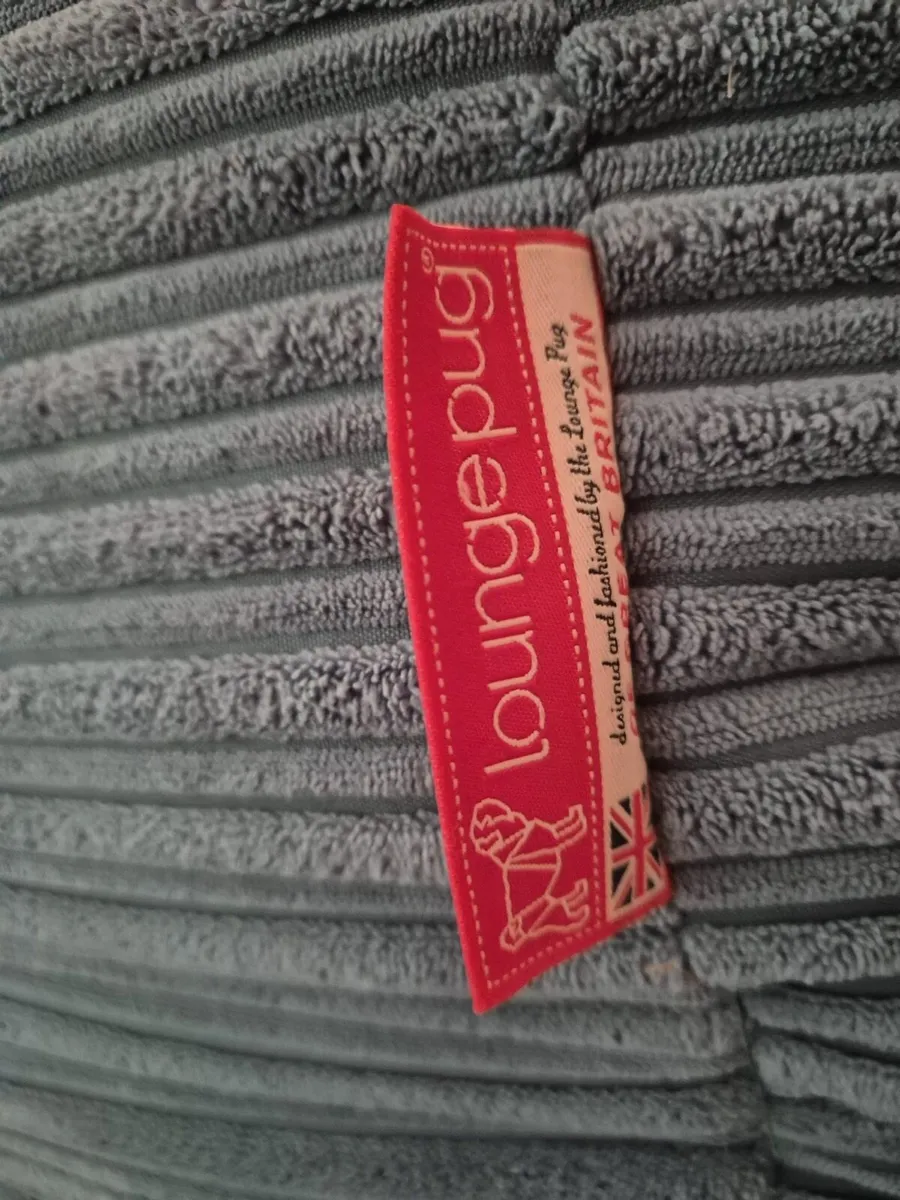 loungepug®
designed and fashioned by the Lounge Pug
GREAT BRITAIN